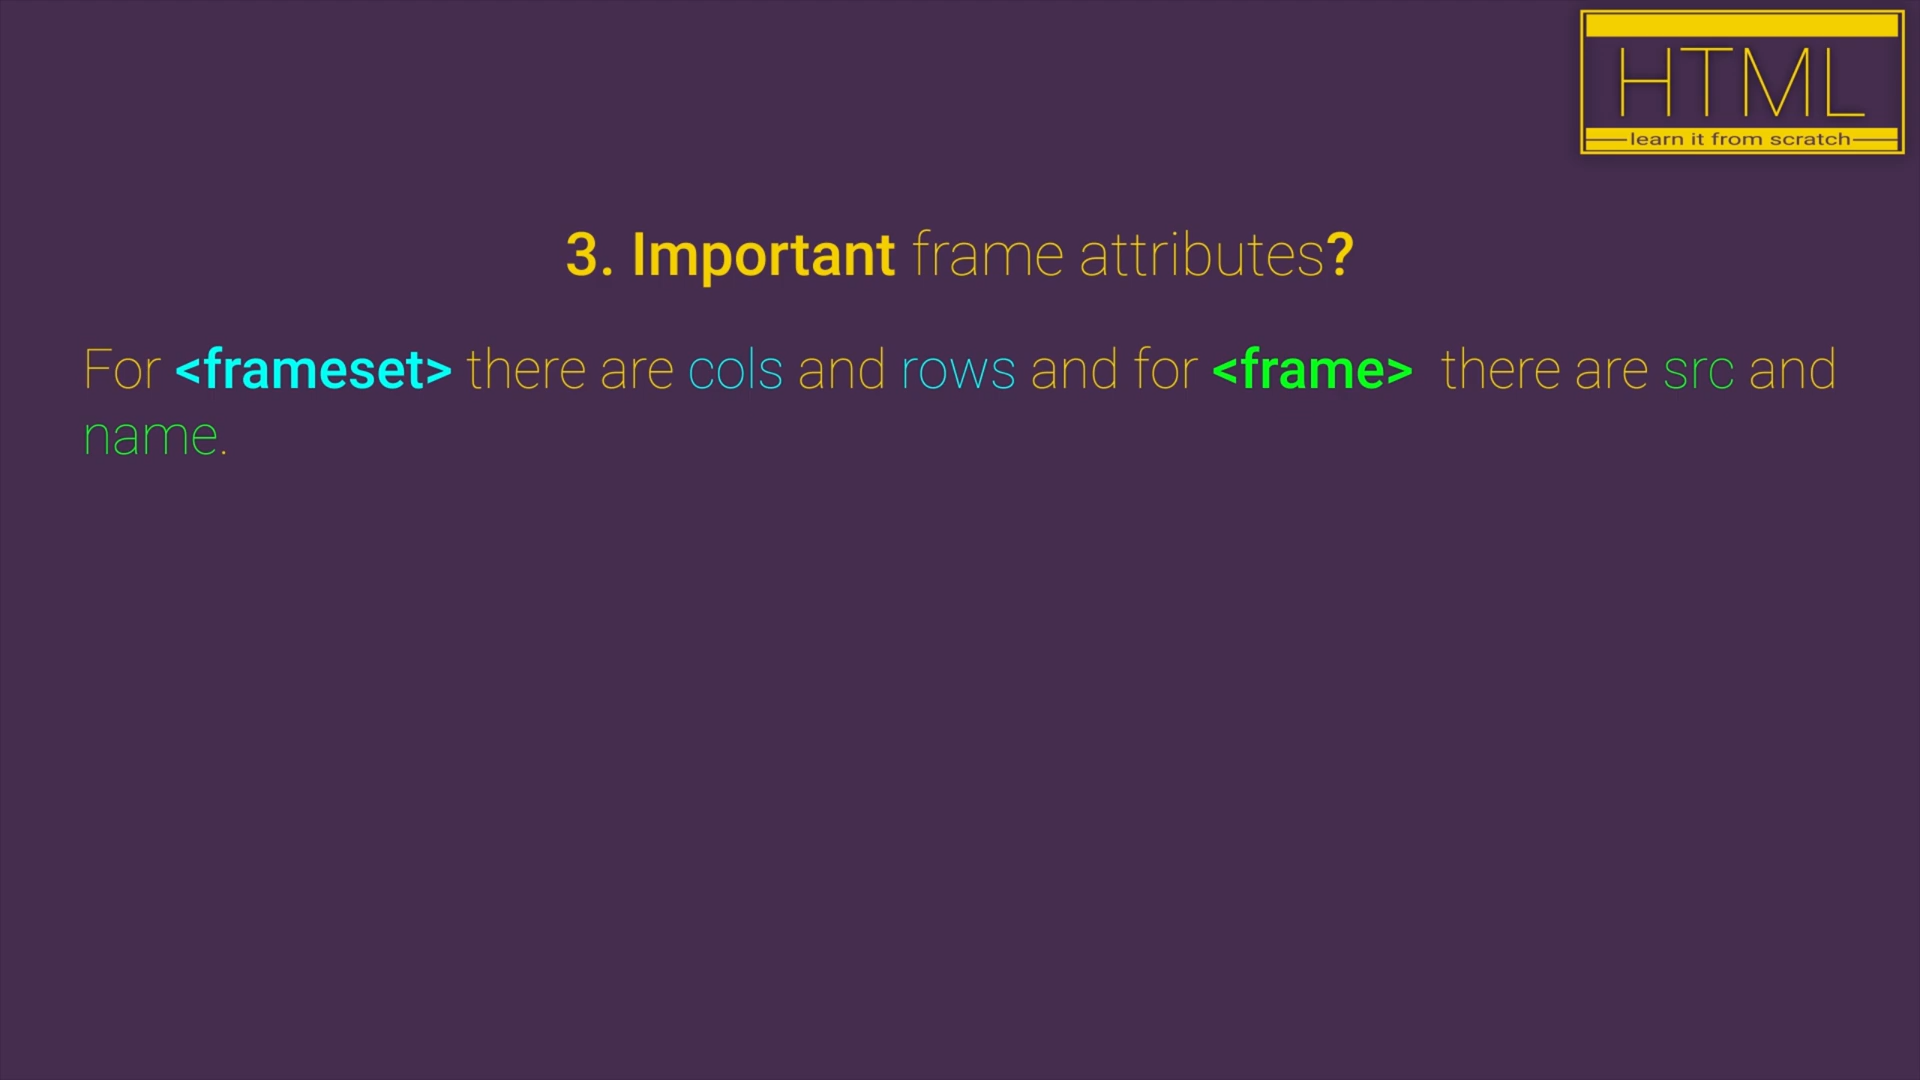 HTML
learn it from scratch
3. Important frame attributes?
For <frameset> there are cols and rows and for <frame> there are src and
name.